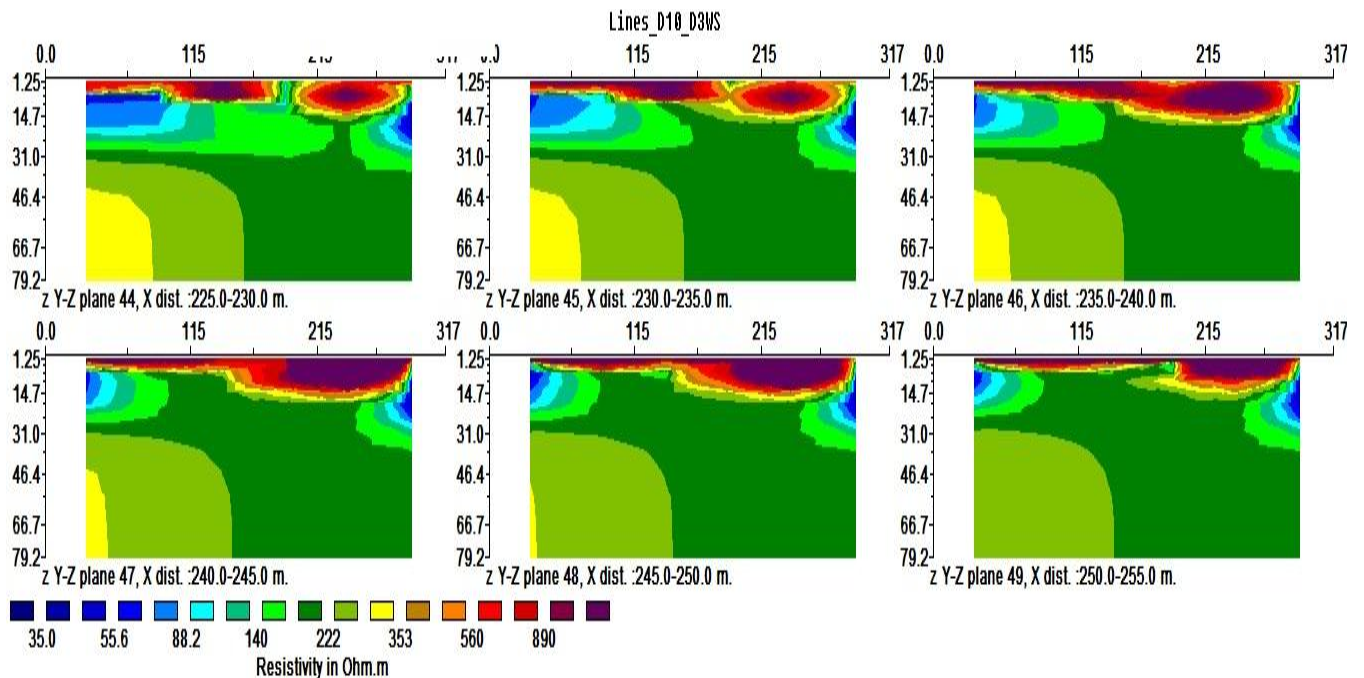 Lines_D10_D3WS
0.0 115 215 317 0.0 115 215 317 0.0 115 215 317
1.25 1.25 1.25
14.7 14.7 14.7
31.0 31.0 31.0
46.4 46.4 46.4
66.7 66.7 66.7
79.2 79.2 79.2
z Y-Z plane 44, X dist. :225.0-230.0 m. z Y-Z plane 45, X dist. :230.0-235.0 m. z Y-Z plane 46, X dist. :235.0-240.0 m.
0.0 115 215 317 0.0 115 215 317 0.0 115 215 317
1.25 1.25 1.25
14.7 14.7 14.7
31.0 31.0 31.0
46.4 46.4 46.4
66.7 66.7 66.7
79.2 79.2 79.2
z Y-Z plane 47, X dist. :240.0-245.0 m. z Y-Z plane 48, X dist. :245.0-250.0 m. z Y-Z plane 49, X dist. :250.0-255.0 m.
35.0 55.6 88.2 140 222 353 560 890
Resistivity in Ohm.m